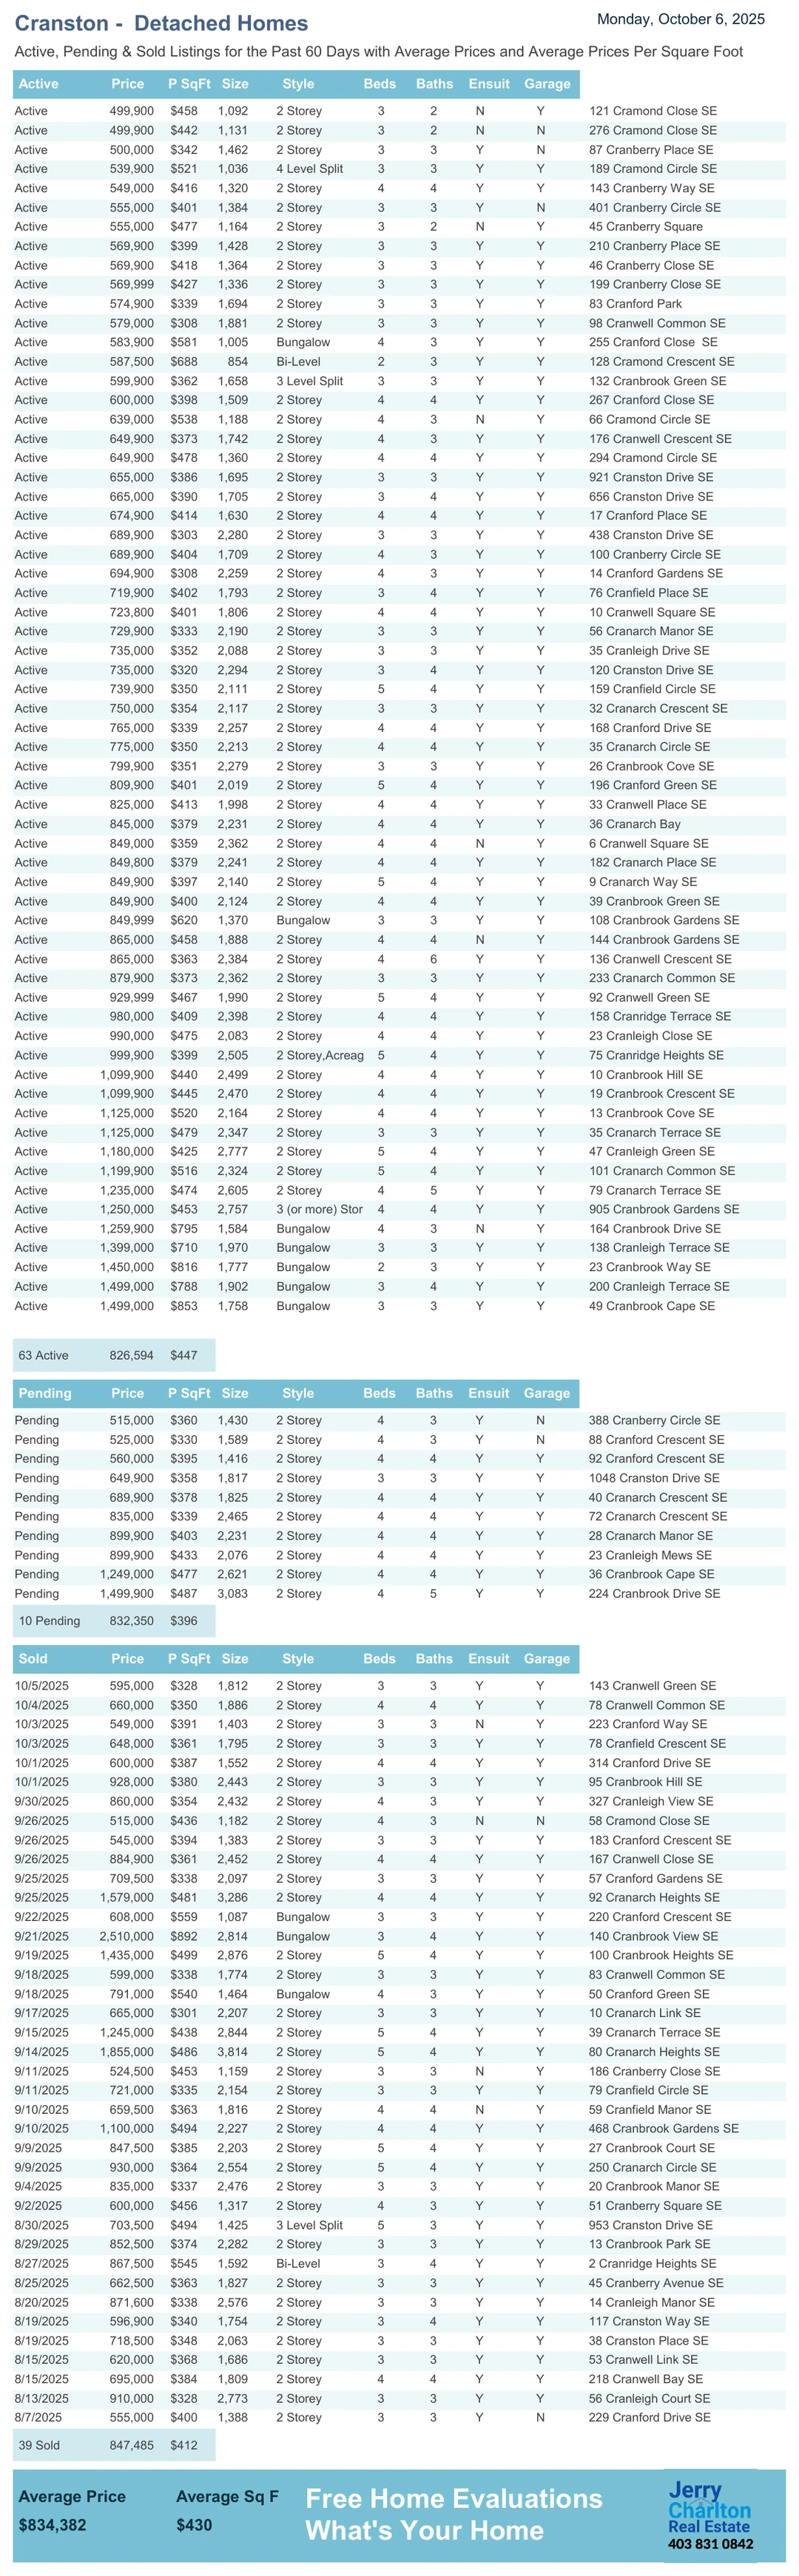 Cranston -  Detached Homes
Monday, October 6, 2025
Active, Pending & Sold Listings for the Past 60 Days with Average Prices and Average Prices Per Square Foot
Active Price P SqFt Size Style Beds Baths Ensuit Garage
Active 499,900 $458 1,092 2 Storey 3 2 N Y 121 Cramond Close SE
Active 499,900 $442 1,131 2 Storey 3 2 N N 276 Cramond Close SE
Active 500,000 $342 1,462 2 Storey 3 3 Y N 87 Cranberry Place SE
Active 539,900 $521 1,036 4 Level Split 3 3 Y Y 189 Cramond Circle SE
Active 549,000 $416 1,320 2 Storey 4 4 Y Y 143 Cranberry Way SE
Active 555,000 $401 1,384 2 Storey 3 3 Y N 401 Cranberry Circle SE
Active 555,000 $477 1,164 2 Storey 3 2 N Y 45 Cranberry Square
Active 569,900 $399 1,428 2 Storey 3 3 Y Y 210 Cranberry Place SE
Active 569,900 $418 1,364 2 Storey 3 3 Y Y 46 Cranberry Close SE
Active 569,999 $427 1,336 2 Storey 3 3 Y Y 199 Cranberry Close SE
Active 574,900 $339 1,694 2 Storey 3 3 Y Y 83 Cranford Park
Active 579,000 $308 1,881 2 Storey 3 3 Y Y 98 Cranwell Common SE
Active 583,900 $581 1,005 Bungalow 4 3 Y Y 255 Cranford Close  SE
Active 587,500 $688 854 Bi-Level 2 3 Y Y 128 Cramond Crescent SE
Active 599,900 $362 1,658 3 Level Split 3 3 Y Y 132 Cranbrook Green SE
Active 600,000 $398 1,509 2 Storey 4 4 Y Y 267 Cranford Close SE
Active 639,000 $538 1,188 2 Storey 4 3 N Y 66 Cramond Circle SE
Active 649,900 $373 1,742 2 Storey 4 3 Y Y 176 Cranwell Crescent SE
Active 649,900 $478 1,360 2 Storey 4 4 Y Y 294 Cramond Circle SE
Active 655,000 $386 1,695 2 Storey 3 3 Y Y 921 Cranston Drive SE
Active 665,000 $390 1,705 2 Storey 3 4 Y Y 656 Cranston Drive SE
Active 674,900 $414 1,630 2 Storey 4 4 Y Y 17 Cranford Place SE
Active 689,900 $303 2,280 2 Storey 3 3 Y Y 438 Cranston Drive SE
Active 689,900 $404 1,709 2 Storey 4 3 Y Y 100 Cranberry Circle SE
Active 694,900 $308 2,259 2 Storey 4 3 Y Y 14 Cranford Gardens SE
Active 719,900 $402 1,793 2 Storey 3 4 Y Y 76 Cranfield Place SE
Active 723,800 $401 1,806 2 Storey 4 4 Y Y 10 Cranwell Square SE
Active 729,900 $333 2,190 2 Storey 3 3 Y Y 56 Cranarch Manor SE
Active 735,000 $352 2,088 2 Storey 3 3 Y Y 35 Cranleigh Drive SE
Active 735,000 $320 2,294 2 Storey 3 4 Y Y 120 Cranston Drive SE
Active 739,900 $350 2,111 2 Storey 5 4 Y Y 159 Cranfield Circle SE
Active 750,000 $354 2,117 2 Storey 3 3 Y Y 32 Cranarch Crescent SE
Active 765,000 $339 2,257 2 Storey 4 4 Y Y 168 Cranford Drive SE
Active 775,000 $350 2,213 2 Storey 4 4 Y Y 35 Cranarch Circle SE
Active 799,900 $351 2,279 2 Storey 3 3 Y Y 26 Cranbrook Cove SE
Active 809,900 $401 2,019 2 Storey 5 4 Y Y 196 Cranford Green SE
Active 825,000 $413 1,998 2 Storey 4 4 Y Y 33 Cranwell Place SE
Active 845,000 $379 2,231 2 Storey 4 4 Y Y 36 Cranarch Bay
Active 849,000 $359 2,362 2 Storey 4 4 N Y 6 Cranwell Square SE
Active 849,800 $379 2,241 2 Storey 4 4 Y Y 182 Cranarch Place SE
Active 849,900 $397 2,140 2 Storey 5 4 Y Y 9 Cranarch Way SE
Active 849,900 $400 2,124 2 Storey 4 4 Y Y 39 Cranbrook Green SE
Active 849,999 $620 1,370 Bungalow 3 3 Y Y 108 Cranbrook Gardens SE
Active 865,000 $458 1,888 2 Storey 4 4 N Y 144 Cranbrook Gardens SE
Active 865,000 $363 2,384 2 Storey 4 6 Y Y 136 Cranwell Crescent SE
Active 879,900 $373 2,362 2 Storey 3 3 Y Y 233 Cranarch Common SE
Active 929,999 $467 1,990 2 Storey 5 4 Y Y 92 Cranwell Green SE
Active 980,000 $409 2,398 2 Storey 4 4 Y Y 158 Cranridge Terrace SE
Active 990,000 $475 2,083 2 Storey 4 4 Y Y 23 Cranleigh Close SE
Active 999,900 $399 2,505 2 Storey,Acreag 5 4 Y Y 75 Cranridge Heights SE
Active 1,099,900 $440 2,499 2 Storey 4 4 Y Y 10 Cranbrook Hill SE
Active 1,099,900 $445 2,470 2 Storey 4 4 Y Y 19 Cranbrook Crescent SE
Active 1,125,000 $520 2,164 2 Storey 4 4 Y Y 13 Cranbrook Cove SE
Active 1,125,000 $479 2,347 2 Storey 3 3 Y Y 35 Cranarch Terrace SE
Active 1,180,000 $425 2,777 2 Storey 5 4 Y Y 47 Cranleigh Green SE
Active 1,199,900 $516 2,324 2 Storey 5 4 Y Y 101 Cranarch Common SE
Active 1,235,000 $474 2,605 2 Storey 4 5 Y Y 79 Cranarch Terrace SE
Active 1,250,000 $453 2,757 3 (or more) Stor 4 4 Y Y 905 Cranbrook Gardens SE
Active 1,259,900 $795 1,584 Bungalow 4 3 N Y 164 Cranbrook Drive SE
Active 1,399,000 $710 1,970 Bungalow 3 3 Y Y 138 Cranleigh Terrace SE
Active 1,450,000 $816 1,777 Bungalow 2 3 Y Y 23 Cranbrook Way SE
Active 1,499,000 $788 1,902 Bungalow 3 4 Y Y 200 Cranleigh Terrace SE
Active 1,499,000 $853 1,758 Bungalow 3 3 Y Y 49 Cranbrook Cape SE
63 Active 826,594 $447
Pending Price P SqFt Size Style Beds Baths Ensuit Garage
Pending 515,000 $360 1,430 2 Storey 4 3 Y N 388 Cranberry Circle SE
Pending 525,000 $330 1,589 2 Storey 4 3 Y N 88 Cranford Crescent SE
Pending 560,000 $395 1,416 2 Storey 4 4 Y Y 92 Cranford Crescent SE
Pending 649,900 $358 1,817 2 Storey 3 3 Y Y 1048 Cranston Drive SE
Pending 689,900 $378 1,825 2 Storey 4 4 Y Y 40 Cranarch Crescent SE
Pending 835,000 $339 2,465 2 Storey 4 4 Y Y 72 Cranarch Crescent SE
Pending 899,900 $403 2,231 2 Storey 4 4 Y Y 28 Cranarch Manor SE
Pending 899,900 $433 2,076 2 Storey 4 4 Y Y 23 Cranleigh Mews SE
Pending 1,249,000 $477 2,621 2 Storey 4 4 Y Y 36 Cranbrook Cape SE
Pending 1,499,900 $487 3,083 2 Storey 4 5 Y Y 224 Cranbrook Drive SE
10 Pending 832,350 $396
Sold Price P SqFt Size Style Beds Baths Ensuit Garage
10/5/2025 595,000 $328 1,812 2 Storey 3 3 Y Y 143 Cranwell Green SE
10/4/2025 660,000 $350 1,886 2 Storey 4 4 Y Y 78 Cranwell Common SE
10/3/2025 549,000 $391 1,403 2 Storey 3 3 N Y 223 Cranford Way SE
10/3/2025 648,000 $361 1,795 2 Storey 3 3 Y Y 78 Cranfield Crescent SE
10/1/2025 600,000 $387 1,552 2 Storey 4 4 Y Y 314 Cranford Drive SE
10/1/2025 928,000 $380 2,443 2 Storey 3 3 Y Y 95 Cranbrook Hill SE
9/30/2025 860,000 $354 2,432 2 Storey 4 3 Y Y 327 Cranleigh View SE
9/26/2025 515,000 $436 1,182 2 Storey 4 3 N N 58 Cramond Close SE
9/26/2025 545,000 $394 1,383 2 Storey 3 3 Y Y 183 Cranford Crescent SE
9/26/2025 884,900 $361 2,452 2 Storey 4 4 Y Y 167 Cranwell Close SE
9/25/2025 709,500 $338 2,097 2 Storey 3 3 Y Y 57 Cranford Gardens SE
9/25/2025 1,579,000 $481 3,286 2 Storey 4 4 Y Y 92 Cranarch Heights SE
9/22/2025 608,000 $559 1,087 Bungalow 3 3 Y Y 220 Cranford Crescent SE
9/21/2025 2,510,000 $892 2,814 Bungalow 3 4 Y Y 140 Cranbrook View SE
9/19/2025 1,435,000 $499 2,876 2 Storey 5 4 Y Y 100 Cranbrook Heights SE
9/18/2025 599,000 $338 1,774 2 Storey 3 3 Y Y 83 Cranwell Common SE
9/18/2025 791,000 $540 1,464 Bungalow 4 3 Y Y 50 Cranford Green SE
9/17/2025 665,000 $301 2,207 2 Storey 3 3 Y Y 10 Cranarch Link SE
9/15/2025 1,245,000 $438 2,844 2 Storey 5 4 Y Y 39 Cranarch Terrace SE
9/14/2025 1,855,000 $486 3,814 2 Storey 5 4 Y Y 80 Cranarch Heights SE
9/11/2025 524,500 $453 1,159 2 Storey 3 3 N Y 186 Cranberry Close SE
9/11/2025 721,000 $335 2,154 2 Storey 3 3 Y Y 79 Cranfield Circle SE
9/10/2025 659,500 $363 1,816 2 Storey 4 4 N Y 59 Cranfield Manor SE
9/10/2025 1,100,000 $494 2,227 2 Storey 4 4 Y Y 468 Cranbrook Gardens SE
9/9/2025 847,500 $385 2,203 2 Storey 5 4 Y Y 27 Cranbrook Court SE
9/9/2025 930,000 $364 2,554 2 Storey 5 4 Y Y 250 Cranarch Circle SE
9/4/2025 835,000 $337 2,476 2 Storey 3 3 Y Y 20 Cranbrook Manor SE
9/2/2025 600,000 $456 1,317 2 Storey 4 3 Y Y 51 Cranberry Square SE
8/30/2025 703,500 $494 1,425 3 Level Split 5 3 Y Y 953 Cranston Drive SE
8/29/2025 852,500 $374 2,282 2 Storey 3 3 Y Y 13 Cranbrook Park SE
8/27/2025 867,500 $545 1,592 Bi-Level 3 4 Y Y 2 Cranridge Heights SE
8/25/2025 662,500 $363 1,827 2 Storey 3 3 Y Y 45 Cranberry Avenue SE
8/20/2025 871,600 $338 2,576 2 Storey 3 3 Y Y 14 Cranleigh Manor SE
8/19/2025 596,900 $340 1,754 2 Storey 3 4 Y Y 117 Cranston Way SE
8/19/2025 718,500 $348 2,063 2 Storey 3 3 Y Y 38 Cranston Place SE
8/15/2025 620,000 $368 1,686 2 Storey 3 3 Y Y 53 Cranwell Link SE
8/15/2025 695,000 $384 1,809 2 Storey 4 4 Y Y 218 Cranwell Bay SE
8/13/2025 910,000 $328 2,773 2 Storey 3 3 Y Y 56 Cranleigh Court SE
8/7/2025 555,000 $400 1,388 2 Storey 3 3 Y N 229 Cranford Drive SE
39 Sold 847,485 $412
Average Price Average Sq F
$834,382 $430
Free Home Evaluations
What's Your Home
Jerry
Charlton
Real Estate
403 831 0842